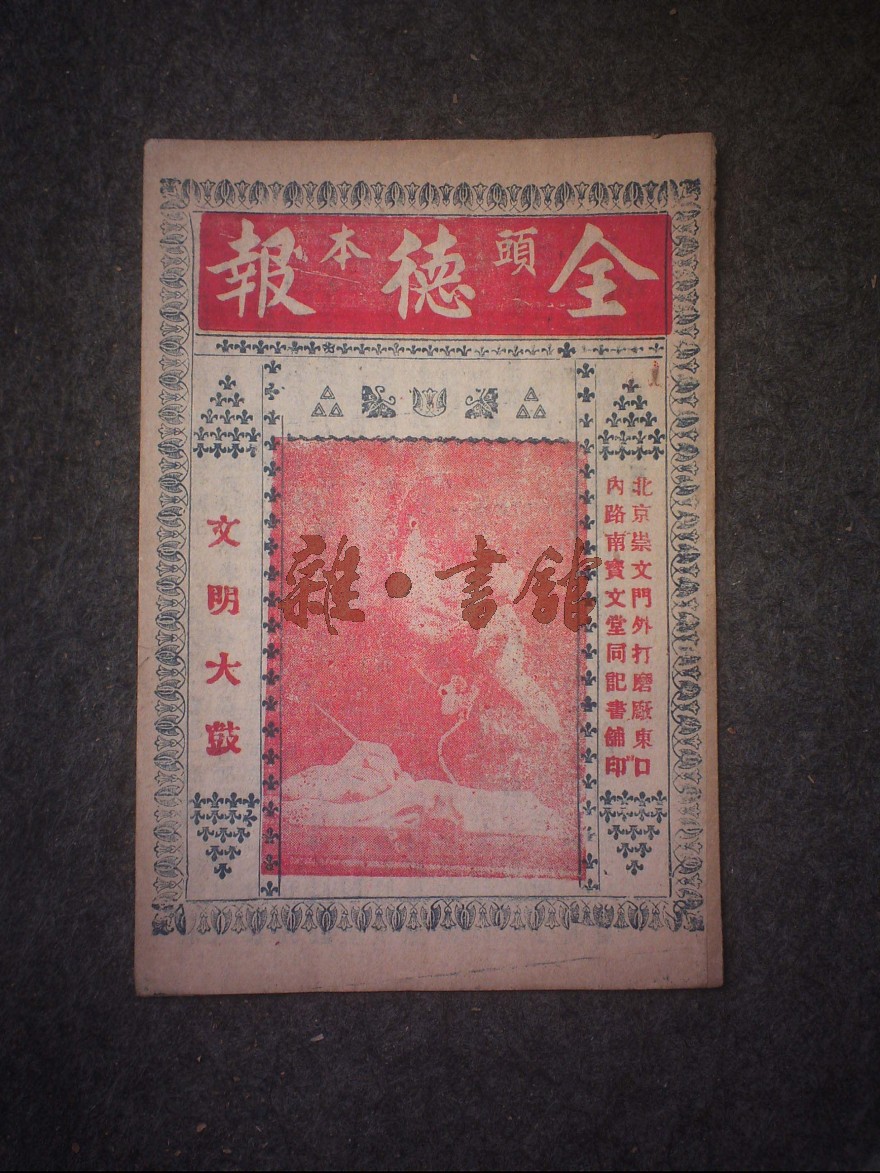 全頭德本報
北京崇文門外打磨廠東口
內路南寶文堂同記書舖印
文明大鼓
雜·書館